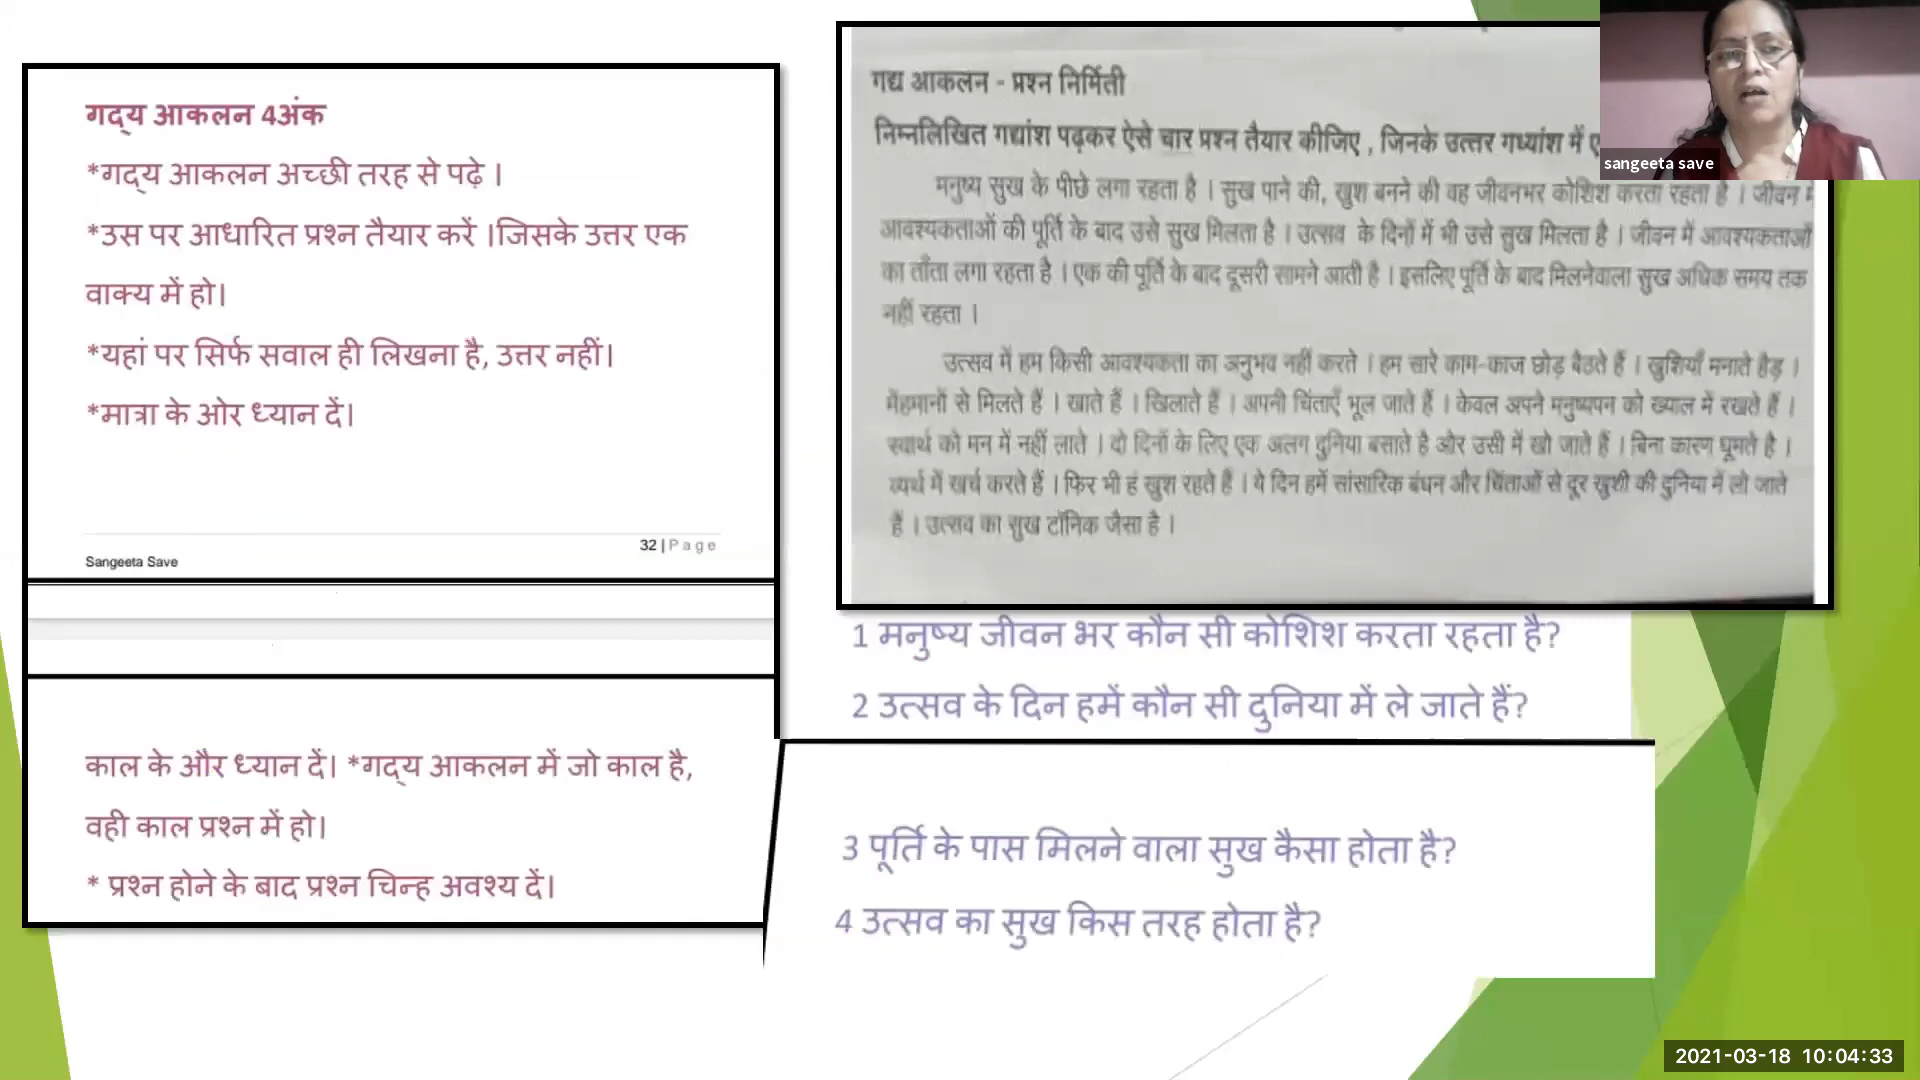 गद्य आकलन 4अंक
*गद्य आकलन अच्छी तरह से पढ़े ।
*उस पर आधारित प्रश्न तैयार करें ।जिसके उत्तर एक
वाक्य में हो।
*यहां पर सिर्फ सवाल ही लिखना है, उत्तर नहीं।
*मात्रा के ओर ध्यान दें।
32 | Page
Sangeeta Save
काल के और ध्यान दें। *गद्य आकलन में जो काल है,
वही काल प्रश्न में हो।
* प्रश्न होने के बाद प्रश्न चिन्ह अवश्य दें।
गद्य आकलन - प्रश्न निर्मिती
निम्नलिखित गद्यांश पढ़कर ऐसे चार प्रश्न तैयार कीजिए , जिनके उत्तर गध्यांश में
मनुष्य सुख के पीछे लगा रहता है । सुख पाने की, खुश बनने की वह जीवनभर कोशिश करता रहता है । जीवन
आवश्यकताओं की पूर्ति के बाद उसे सुख मिलता है । उत्सव के दिनों में भी उसे सुख मिलता है । जीवन में आवश्यकताओं
का ताँता लगा रहता है । एक की पूर्ति के बाद दूसरी सामने आती है । इसलिए पूर्ति के बाद मिलनेवाला सुख अधिक समय तक
नहीं रहता ।
उत्सव में हम किसी आवश्यकता का अनुभव नहीं करते । हम सारे काम-काज छोड़ बैठते हैं । खुशियाँ मनाते हैड़ ।
मेंहमानों से मिलते हैं । खाते हैं । खिलाते हैं । अपनी चिंताएँ भूल जाते हैं । केवल अपने मनुष्यपन को ख्याल में रखते हैं ।
स्वार्थ को मन में नहीं लाते । दो दिनों के लिए एक अलग दुनिया बसाते है और उसी में खो जाते हैं । बिना कारण घूमते है ।
व्यर्थ में खर्च करते हैं । फिर भी हं खुश रहते हैं । ये दिन हमें सांसारिक बंधन और चिंताओं से दूर खुशी की दुनिया में लो जाते
हैं । उत्सव का सुख टॉनिक जैसा है ।
1 मनुष्य जीवन भर कौन सी कोशिश करता रहता है?
2 उत्सव के दिन हमें कौन सी दुनिया में ले जाते हैं?
3 पूर्ति के पास मिलने वाला सुख कैसा होता है?
4 उत्सव का सुख किस तरह होता है?
sangeeta save
2021-03-18 10:04:33